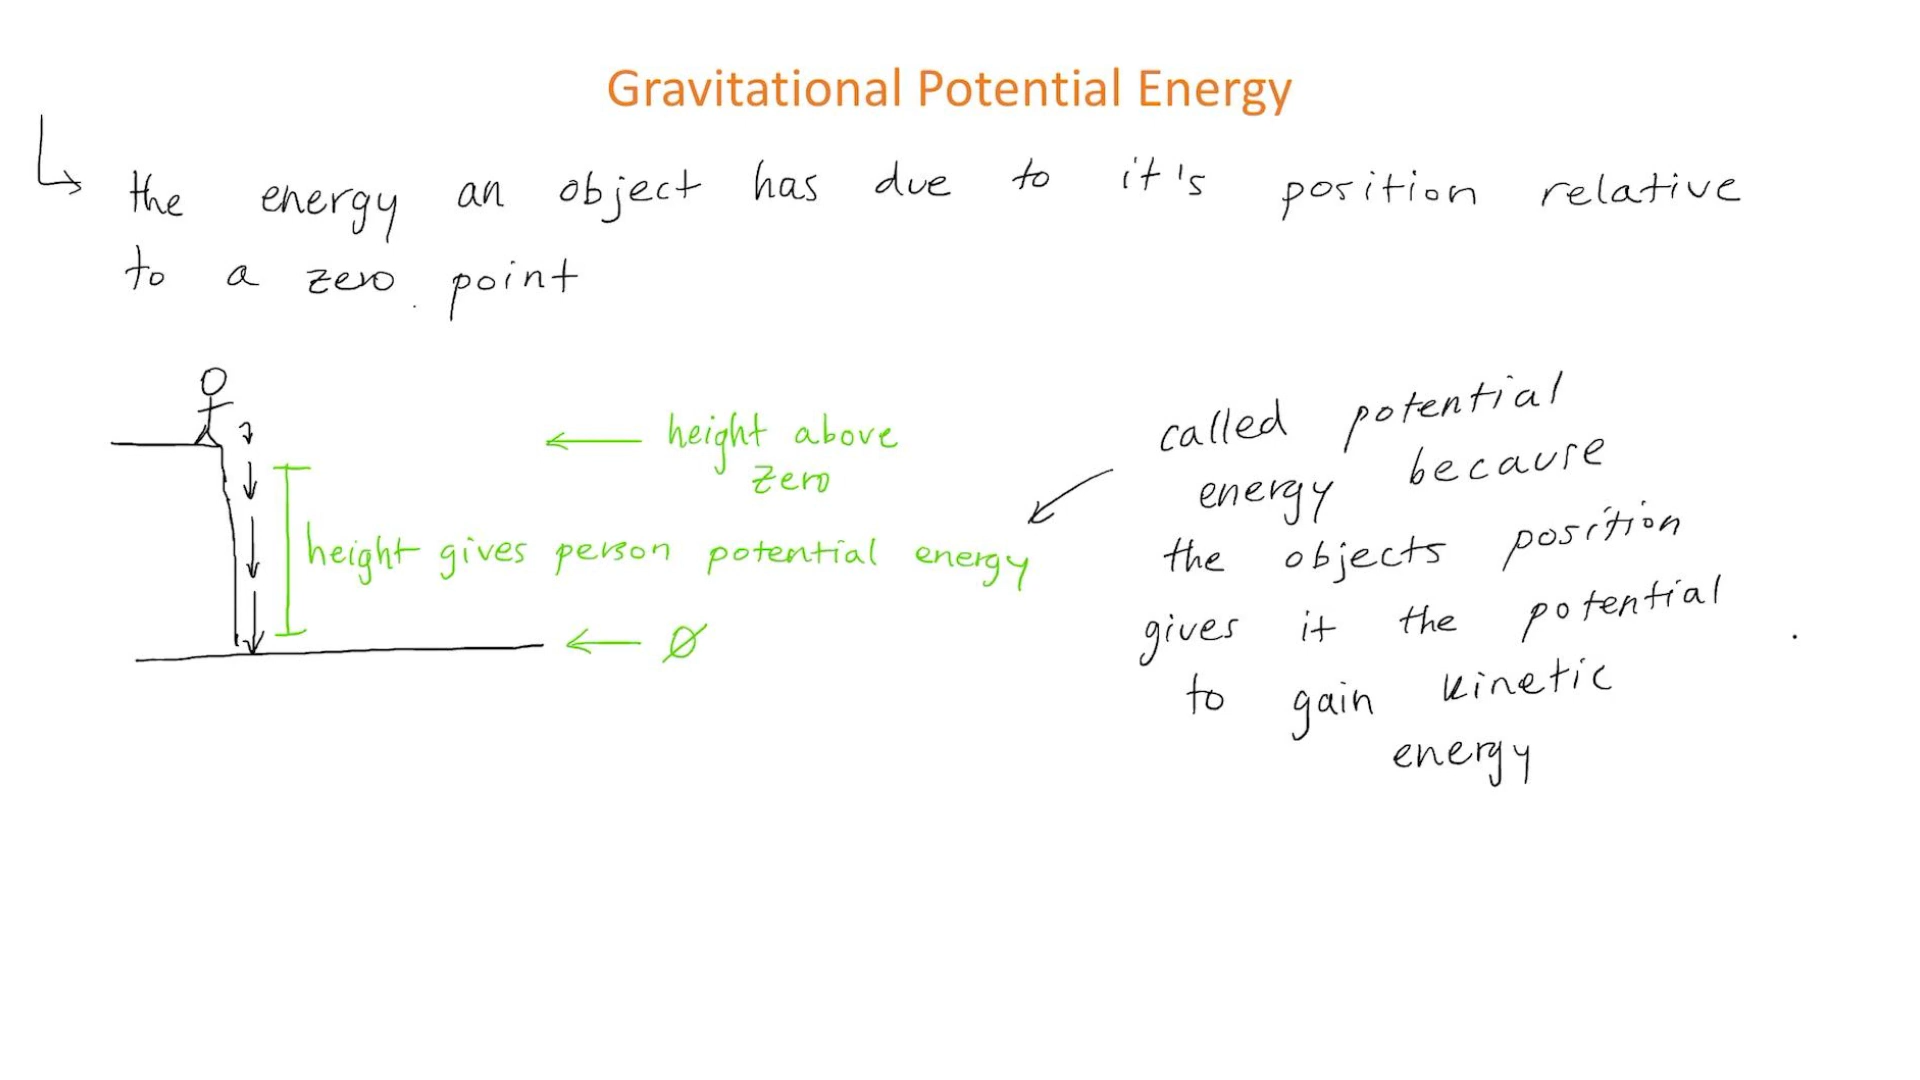 Gravitational Potential Energy
the energy an object has due to it's position relative
to a zero point
height above
zero
height gives person potential energy
Ø
called potential
energy because
the objects position
gives it the potential
to gain kinetic
energy